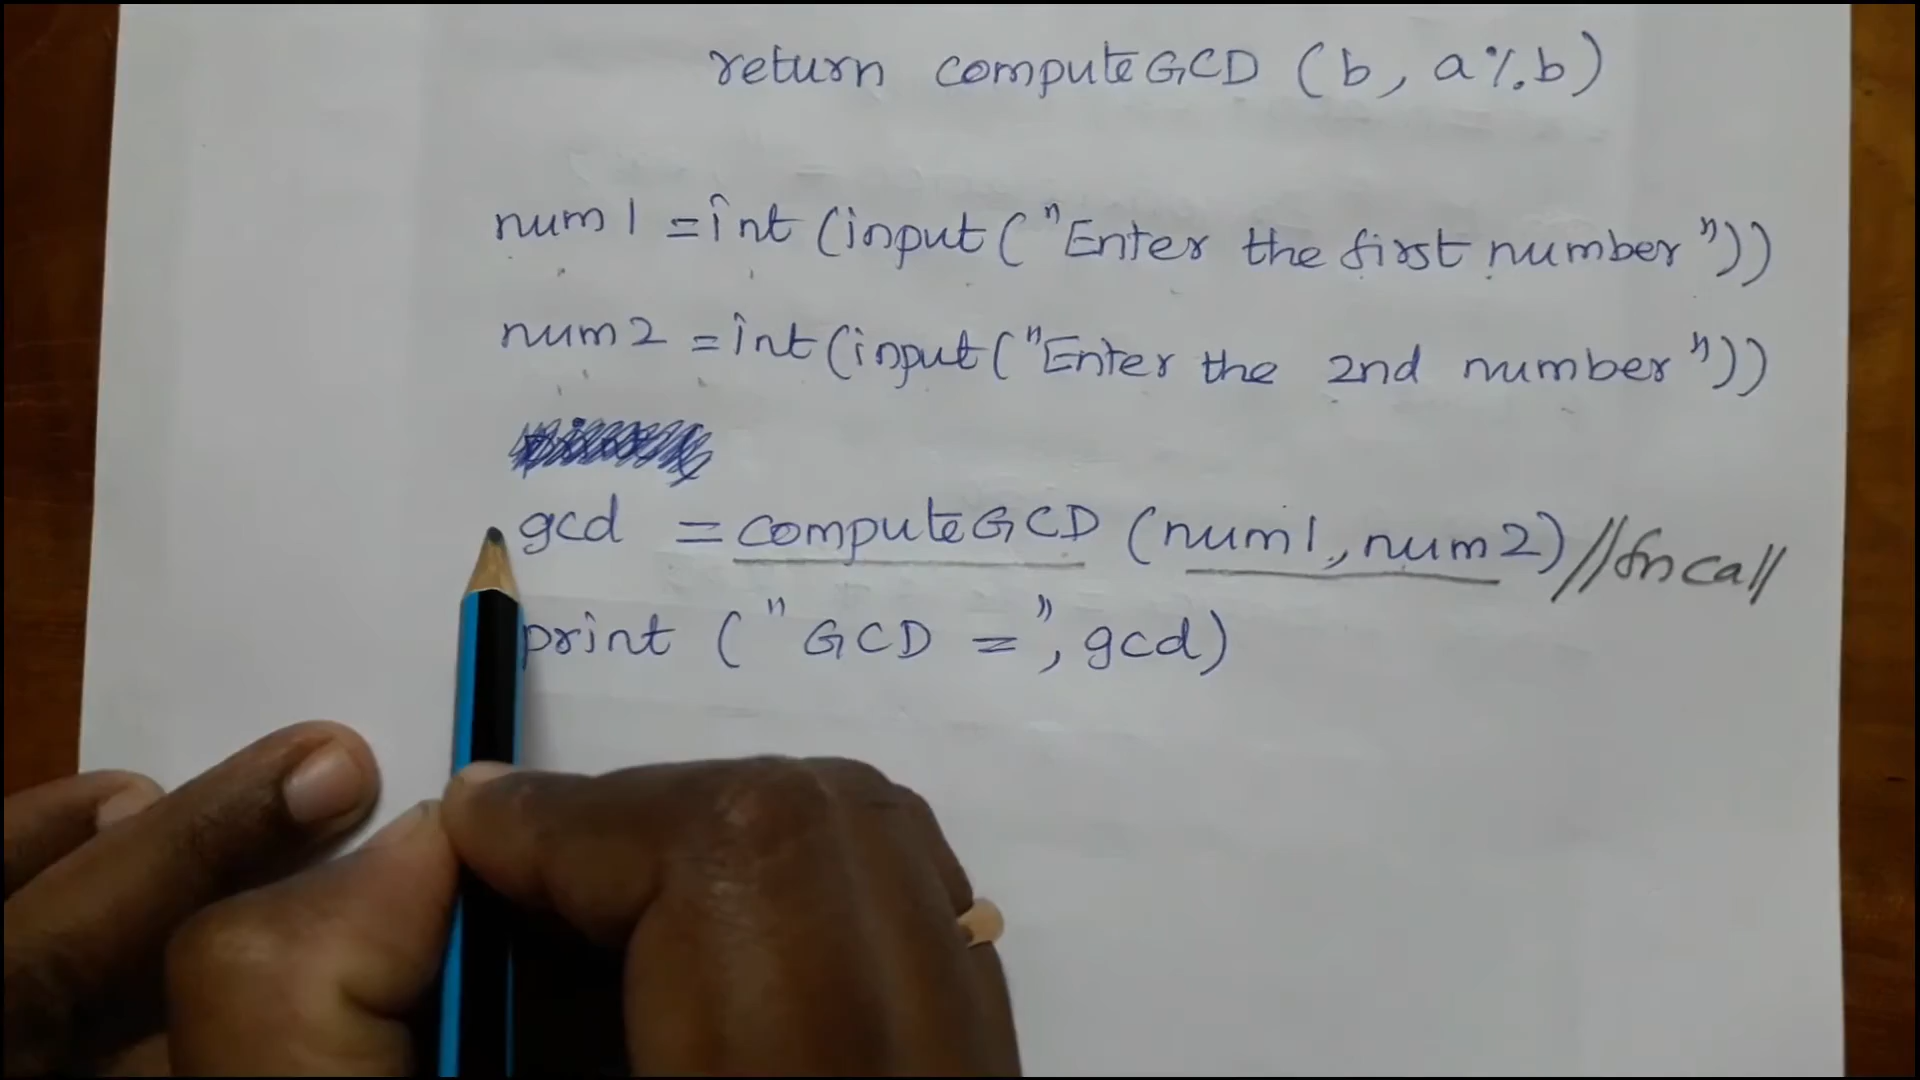 return computeGCD (b, a%b)
num1 =int (input ("Enter the first number"))
num2 =int (input ("Enter the 2nd number"))
gcd = computeGCD (num1, num2) //fn call
print ("GCD =", gcd)